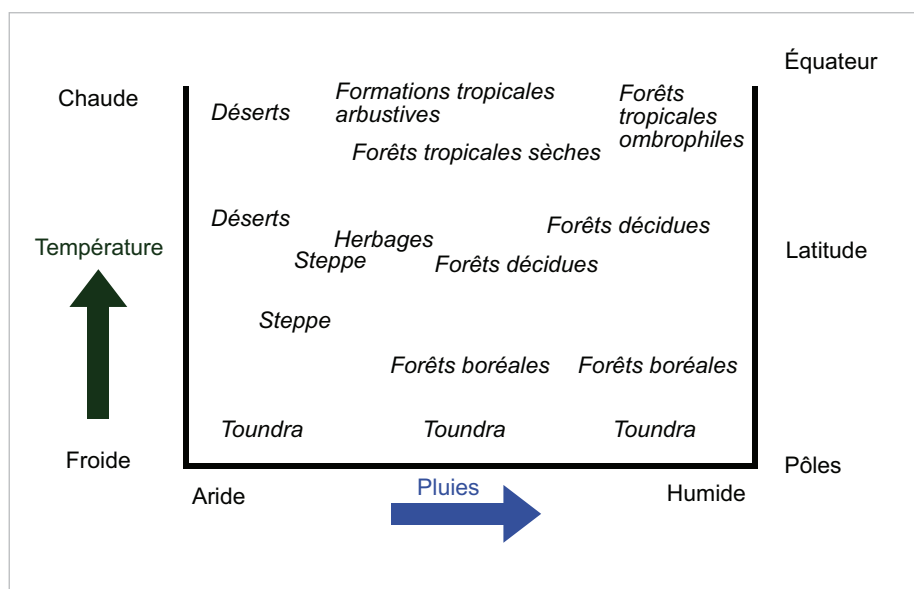 Équateur
Chaude
Déserts
Formations tropicales
arbustives
Forêts
tropicales
ombrophiles
Forêts tropicales sèches
Déserts
Forêts décidues
Température
Herbages
Latitude
Steppe
Forêts décidues
Steppe
Forêts boréales
Forêts boréales
Toundra
Toundra
Toundra
Froide
Pôles
Aride
Pluies
Humide